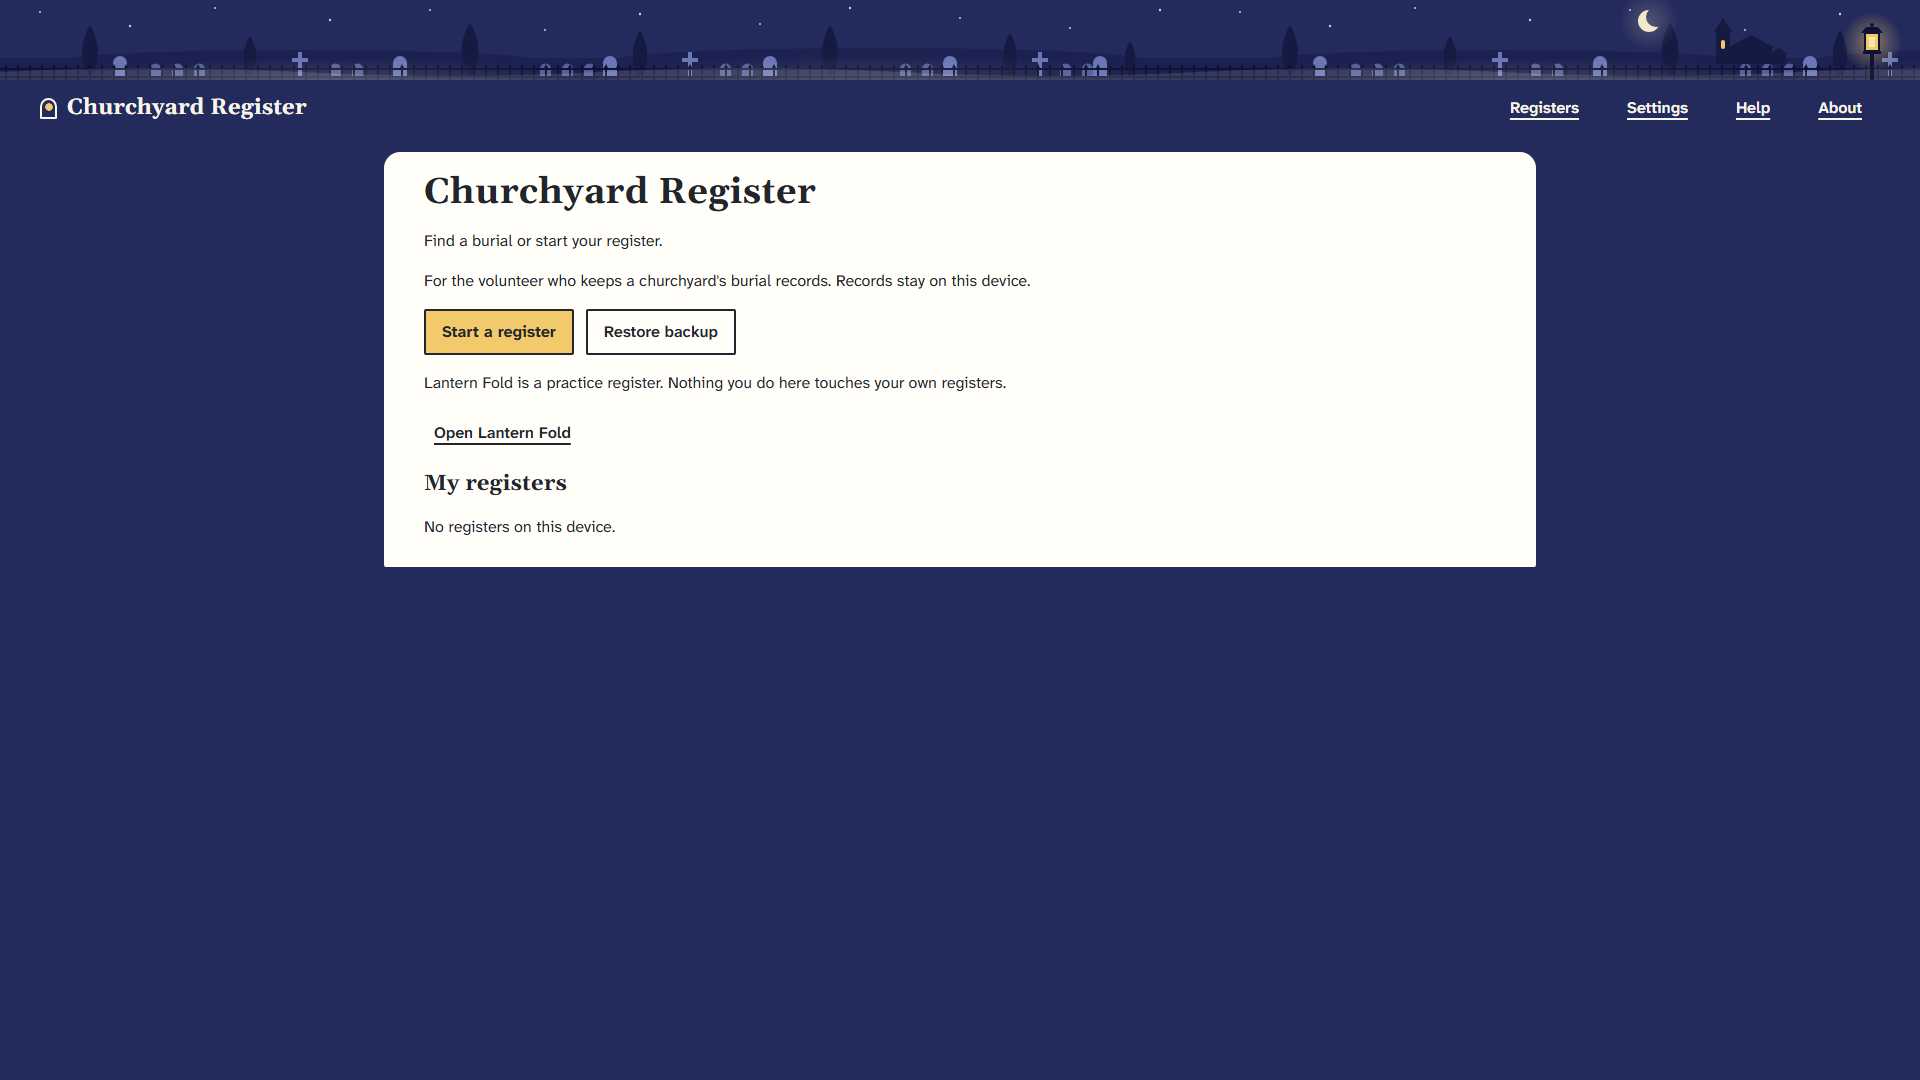 Churchyard Register
Registers Settings Help About
Churchyard Register
Find a burial or start your register.
For the volunteer who keeps a churchyard's burial records. Records stay on this device.
Start a register Restore backup
Lantern Fold is a practice register. Nothing you do here touches your own registers.
Open Lantern Fold
My registers
No registers on this device.